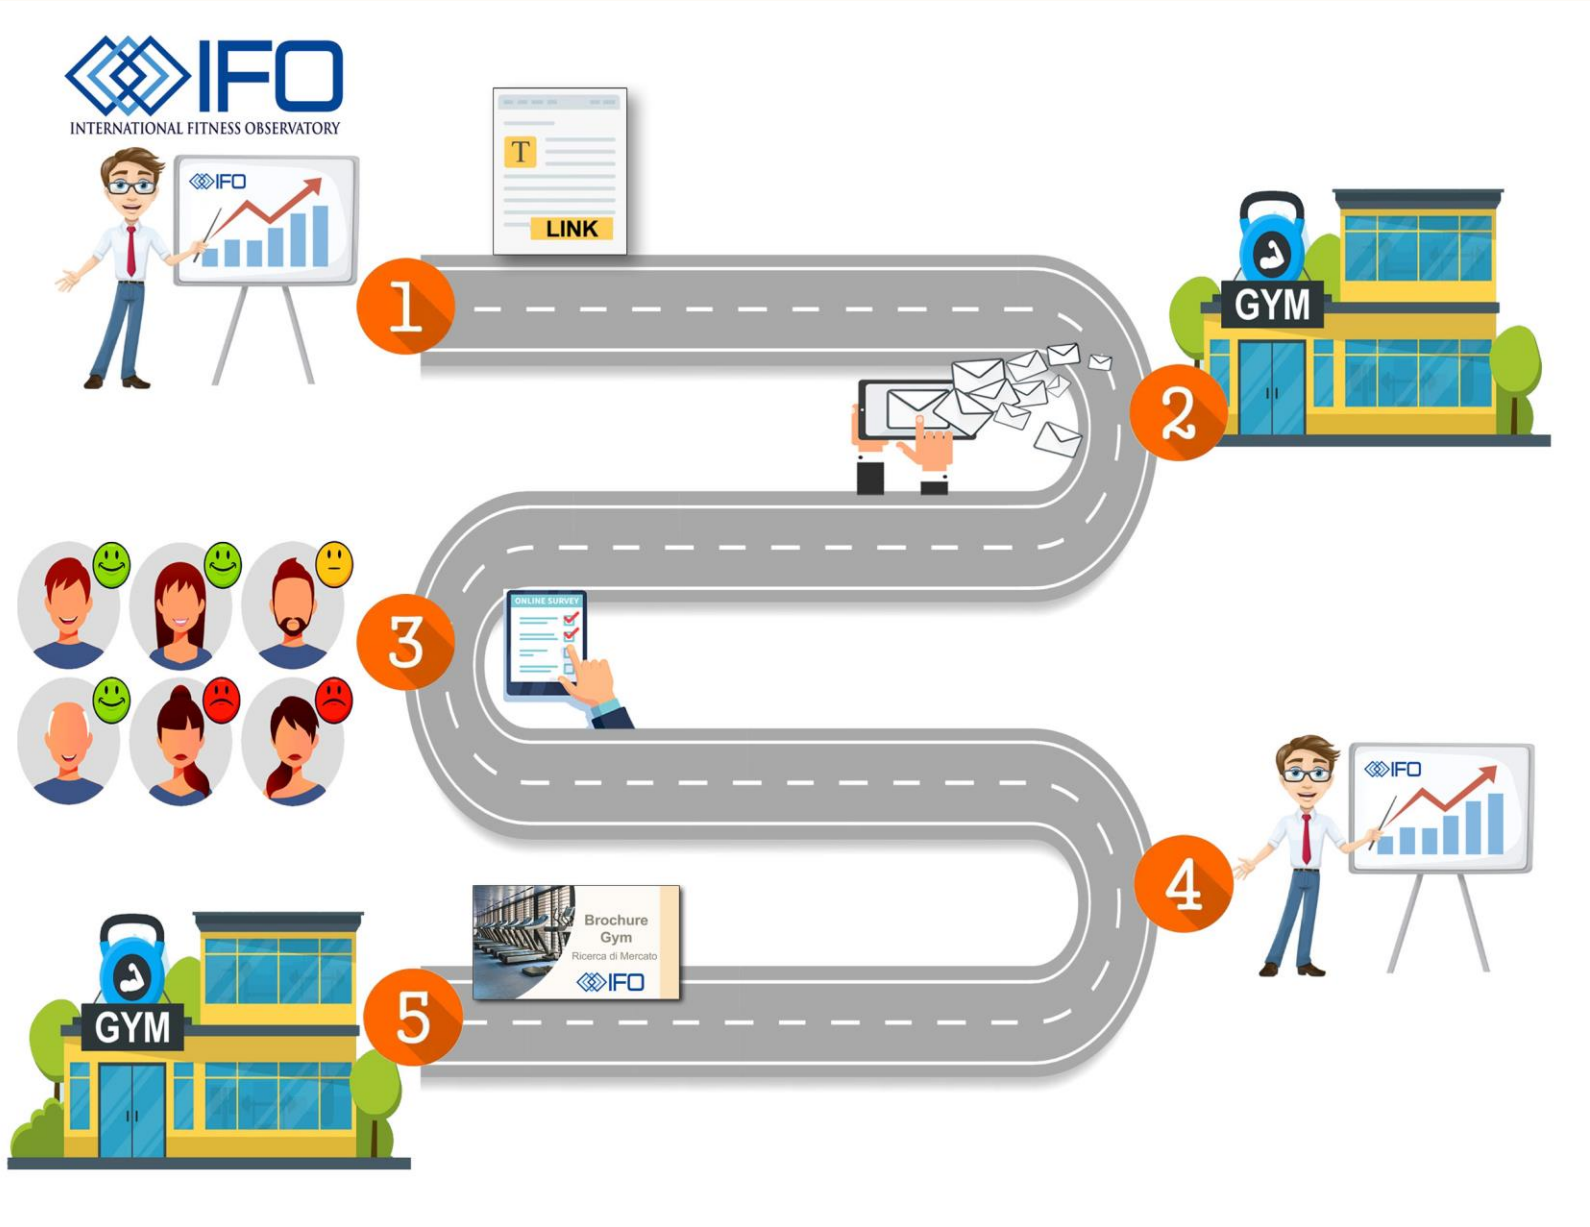 IFO
INTERNATIONAL FITNESS OBSERVATORY
IFO
T
LINK
1
GYM
2
3
ONLINE SURVEY
IFO
4
Brochure
Gym
Ricerca di Mercato
IFO
GYM
5